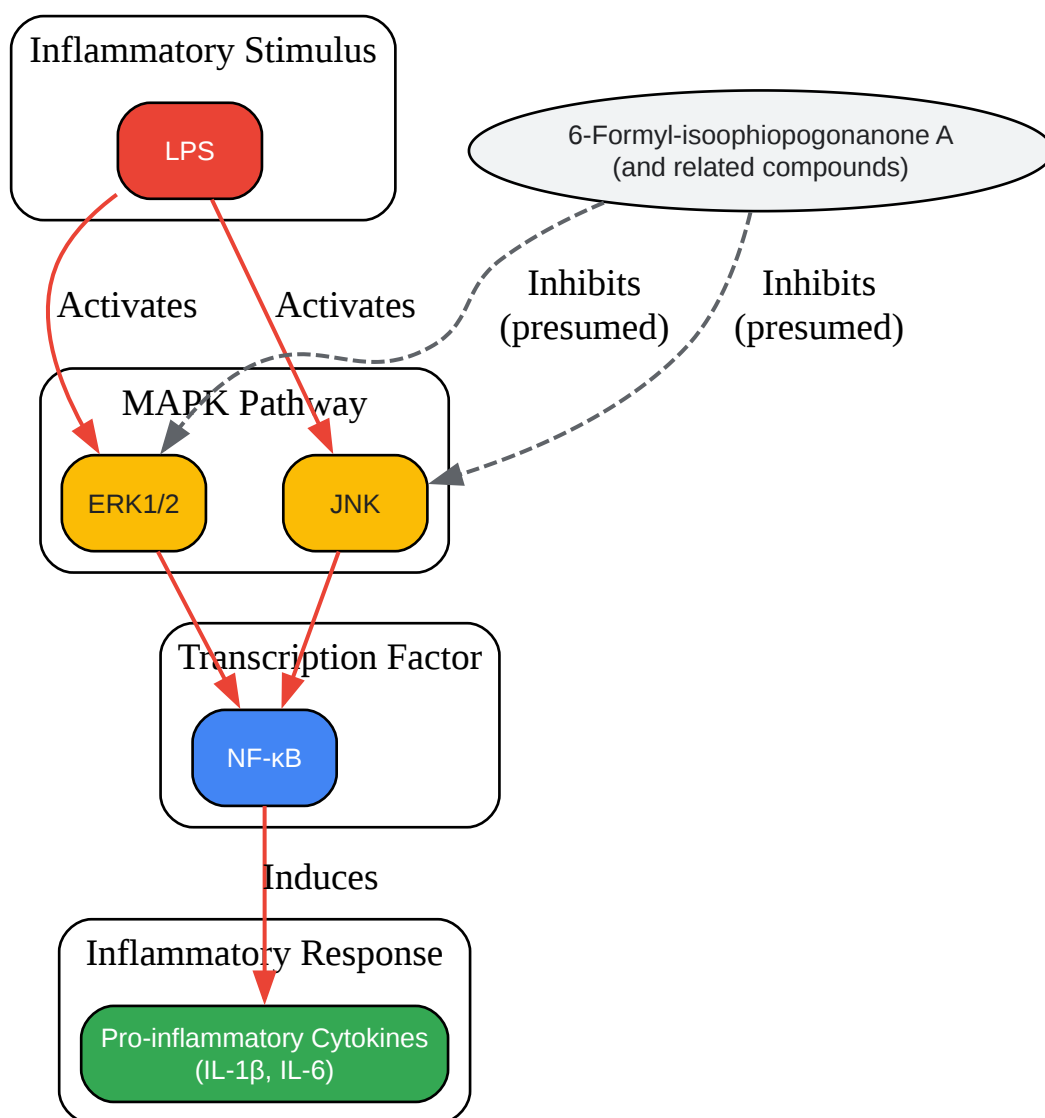 Inflammatory Stimulus
LPS
6-Formyl-isoophiopogonanone A
(and related compounds)
Activates
Activates
Inhibits
(presumed)
Inhibits
(presumed)
MAPK Pathway
ERK1/2
JNK
Transcription Factor
NF-κB
Induces
Inflammatory Response
Pro-inflammatory Cytokines
(IL-1β, IL-6)